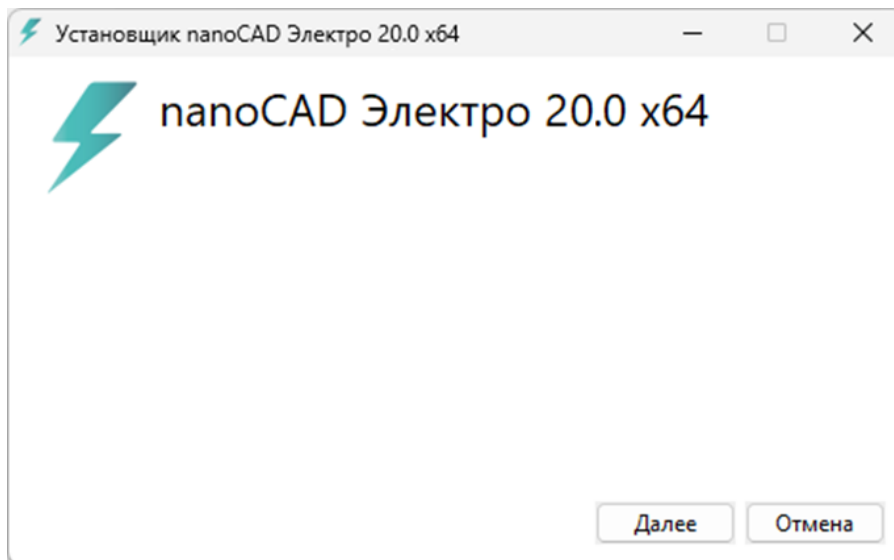 Установщик nanoCAD Электро 20.0 x64
nanoCAD Электро 20.0 x64
Далее Отмена